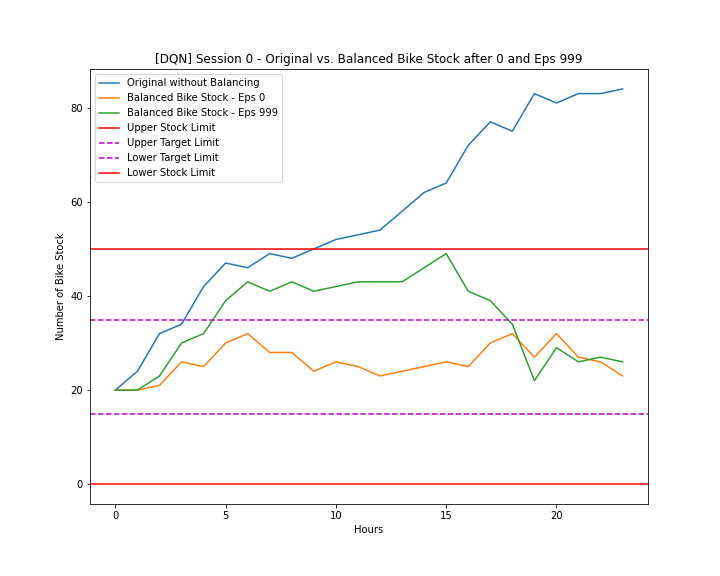 [DQN] Session 0 - Original vs. Balanced Bike Stock after 0 and Eps 999
Original without Balancing
Balanced Bike Stock - Eps 0
Balanced Bike Stock - Eps 999
Upper Stock Limit
Upper Target Limit
Lower Target Limit
Lower Stock Limit
Number of Bike Stock
80
60
40
20
0
0
5
10
15
20
Hours